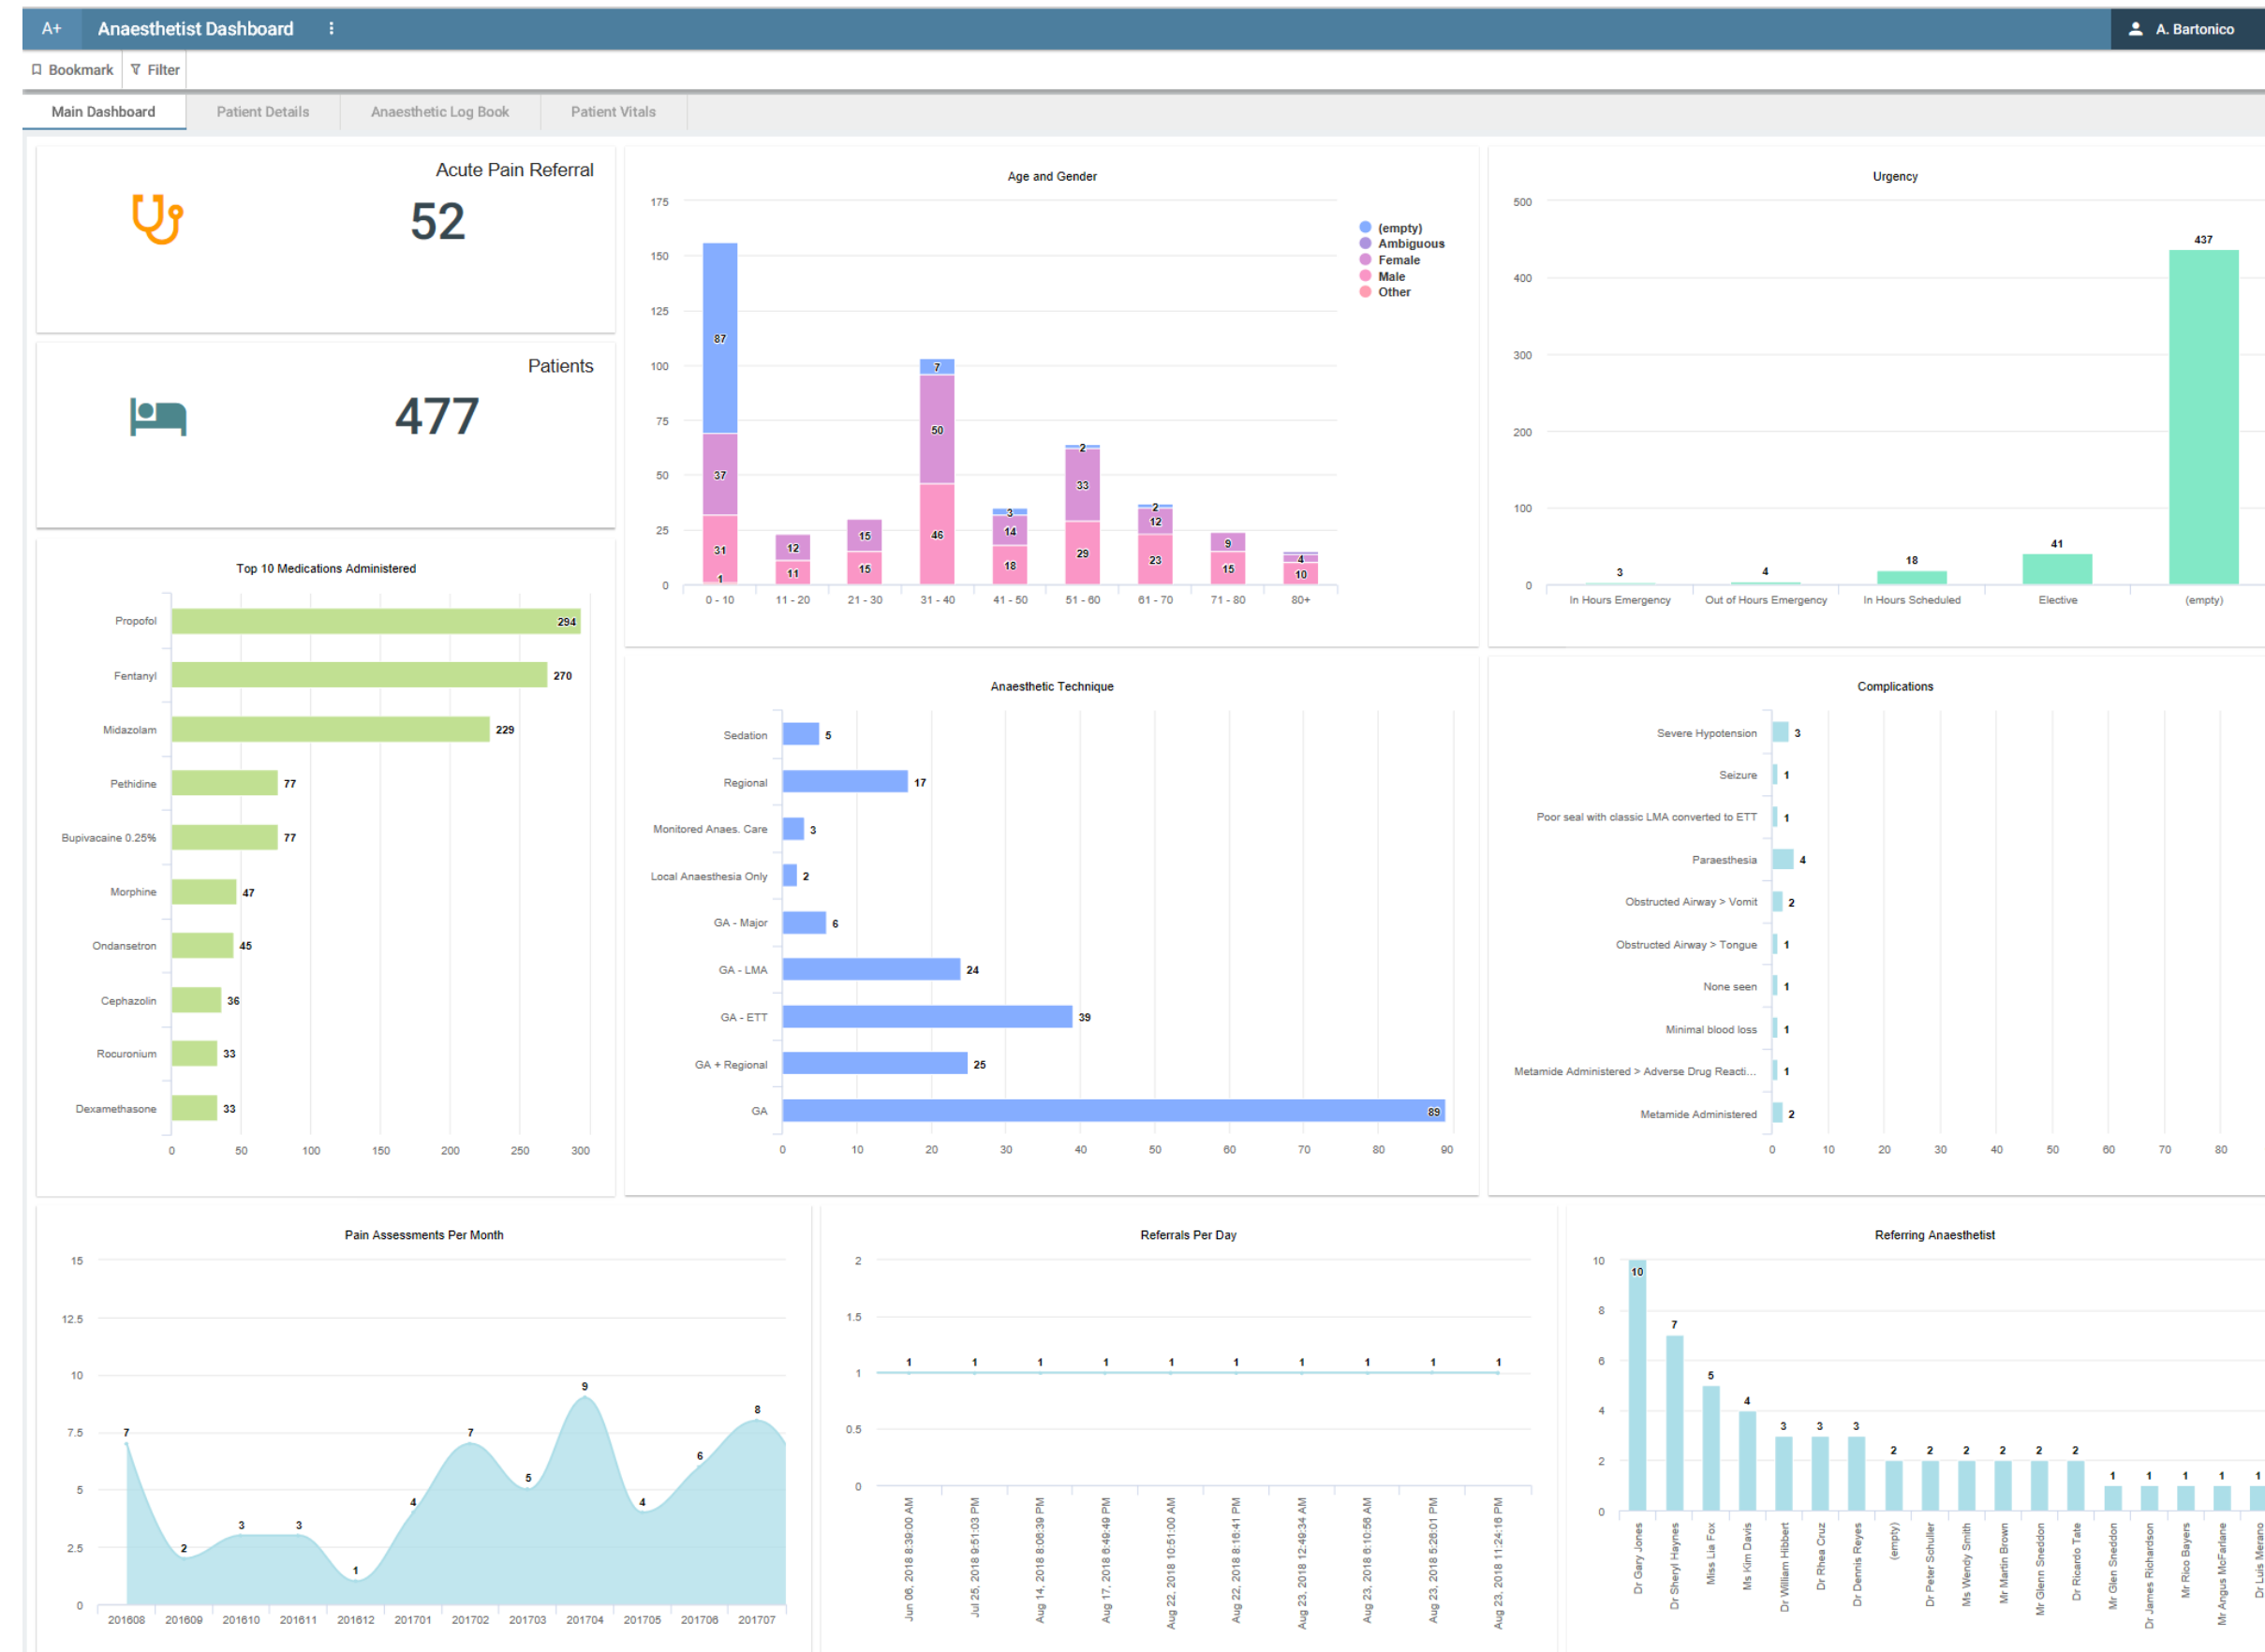 A+ Anaesthetist Dashboard A. Bartonico
Bookmark Filter
Main Dashboard Patient Details Anaesthetic Log Book Patient Vitals
Acute Pain Referral
52
Patients
477
Top 10 Medications Administered
Propofol 294
Fentanyl 270
Midazolam 229
Pethidine 77
Bupivacaine 0.25% 77
Morphine 47
Ondansetron 45
Cephazolin 36
Rocuronium 33
Dexamethasone 33
0 50 100 150 200 250 300
Age and Gender
175
150
125
100
75
50
25
0
(empty)
Ambiguous
Female
Male
Other
87
37
31
1
12
11
15
15
7
50
46
3
14
18
2
33
29
2
12
23
9
15
4
10
0 - 10 11 - 20 21 - 30 31 - 40 41 - 50 51 - 60 61 - 70 71 - 80 80+
Urgency
500
400
300
200
100
0
3 4 18 41 437
In Hours Emergency Out of Hours Emergency In Hours Scheduled Elective (empty)
Anaesthetic Technique
Sedation 5
Regional 17
Monitored Anaes. Care 3
Local Anaesthesia Only 2
GA - Major 6
GA - LMA 24
GA - ETT 39
GA + Regional 25
GA 89
0 10 20 30 40 50 60 70 80 90
Complications
Severe Hypotension 3
Seizure 1
Poor seal with classic LMA converted to ETT 1
Paraesthesia 4
Obstructed Airway > Vomit 2
Obstructed Airway > Tongue 1
None seen 1
Minimal blood loss 1
Metamide Administered > Adverse Drug Reacti... 1
Metamide Administered 2
0 10 20 30 40 50 60 70 80
Pain Assessments Per Month
15
12.5
10
7.5
5
2.5
0
7 2 3 3 1 4 7 5 9 4 6 8
201608 201609 201610 201611 201612 201701 201702 201703 201704 201705 201706 201707
Referrals Per Day
2
1.5
1
0.5
0
1 1 1 1 1 1 1 1 1 1
Jun 06, 2018 8:39:00 AM
Jul 25, 2018 9:51:03 PM
Aug 14, 2018 8:06:39 PM
Aug 17, 2018 6:49:49 PM
Aug 22, 2018 10:51:00 AM
Aug 22, 2018 8:16:41 PM
Aug 23, 2018 12:49:34 AM
Aug 23, 2018 6:10:56 AM
Aug 23, 2018 5:26:01 PM
Aug 23, 2018 11:24:16 PM
Referring Anaesthetist
10
8
6
4
2
0
10 7 5 4 3 3 3 2 2 2 2 2 2 1 1 1 1 1
Dr Gary Jones
Dr Sheryl Haynes
Miss Lia Fox
Ms Kim Davis
Dr William Hibbert
Dr Rhea Cruz
Dr Dennis Reyes
(empty)
Dr Peter Schuller
Ms Wendy Smith
Mr Martin Brown
Mr Glenn Sneddon
Dr Ricardo Tate
Mr Glen Sneddon
Dr James Richardson
Mr Rico Bayers
Mr Angus McFarlane
Dr Luis Merano